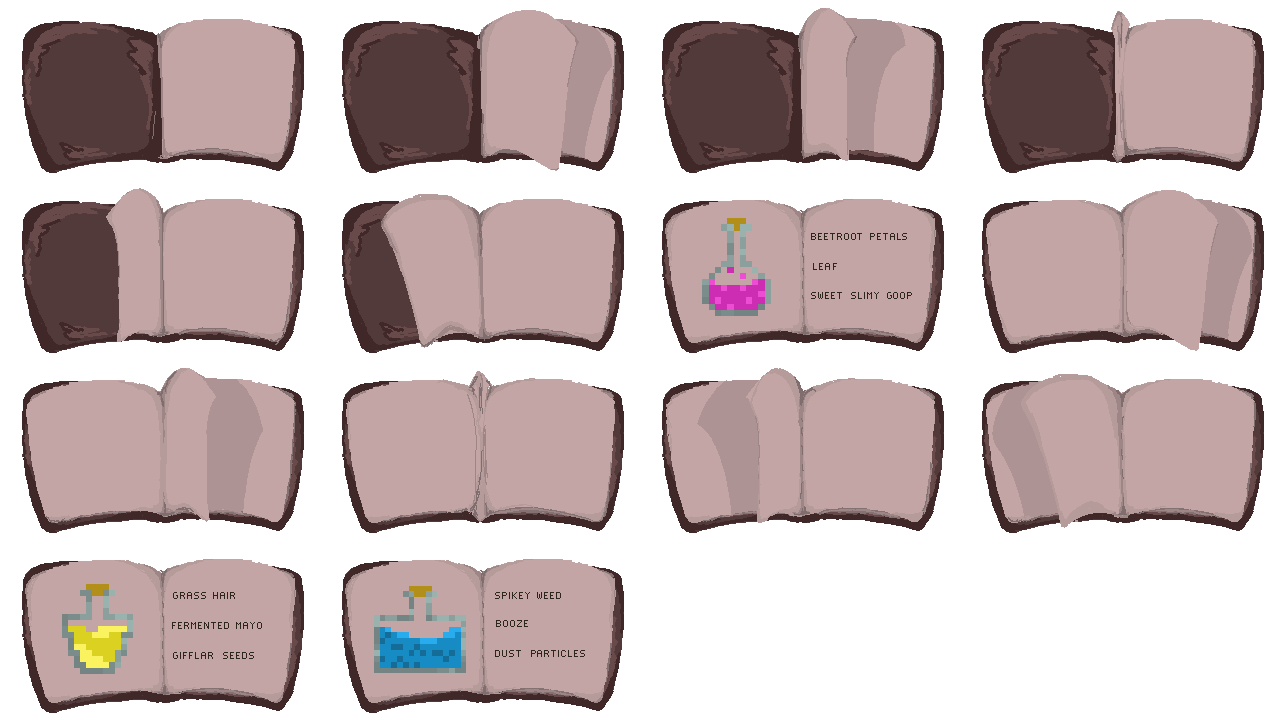 BEETROOT PETALS
LEAF
SWEET SLIMY GOOP
GRASS HAIR
FERMENTED MAYO
GIFFLAR SEEDS
SPIKEY WEED
BOOZE
DUST PARTICLES